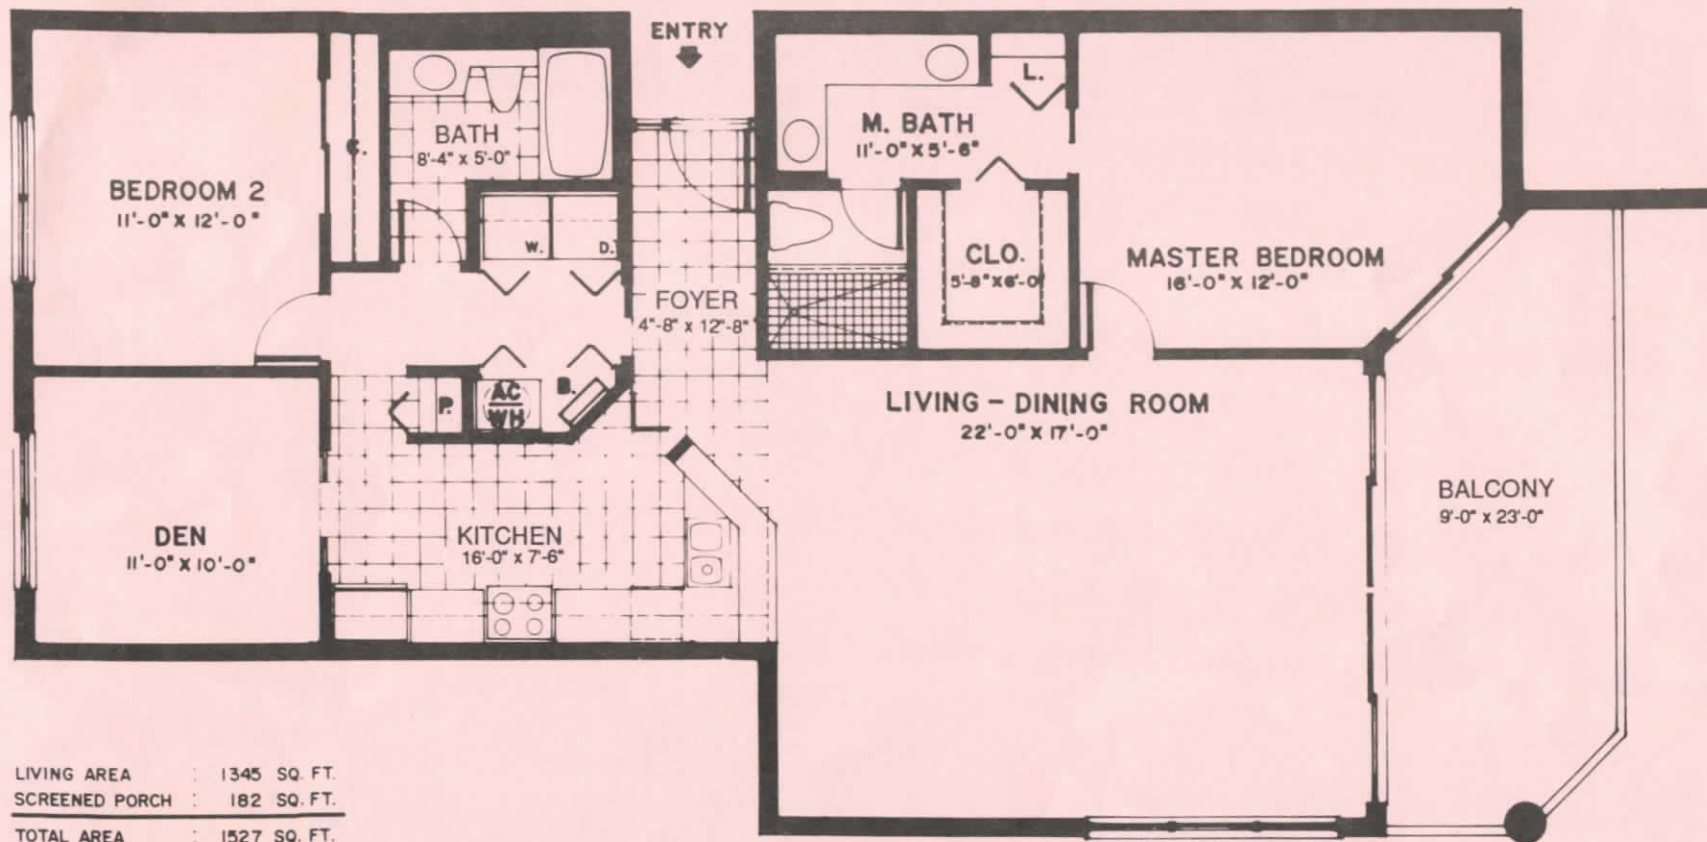 ENTRY
L.
BATH
8'-4" x 5'-0"
M. BATH
11'-0" X 5'-6"
C.
BEDROOM 2
11'-0" X 12'-0"
W.
D.
CLO.
5'-8" X 6'-0"
MASTER BEDROOM
16'-0" X 12'-0"
FOYER
4"-8" x 12"-8"
P.
AC
WH
B.
LIVING - DINING ROOM
22'-0" X 17'-0"
BALCONY
9'-0" x 23'-0"
DEN
11'-0" X 10'-0"
KITCHEN
16'-0" x 7'-6"
LIVING AREA : 1345 SQ. FT.
SCREENED PORCH : 182 SQ. FT.
TOTAL AREA : 1527 SQ. FT.